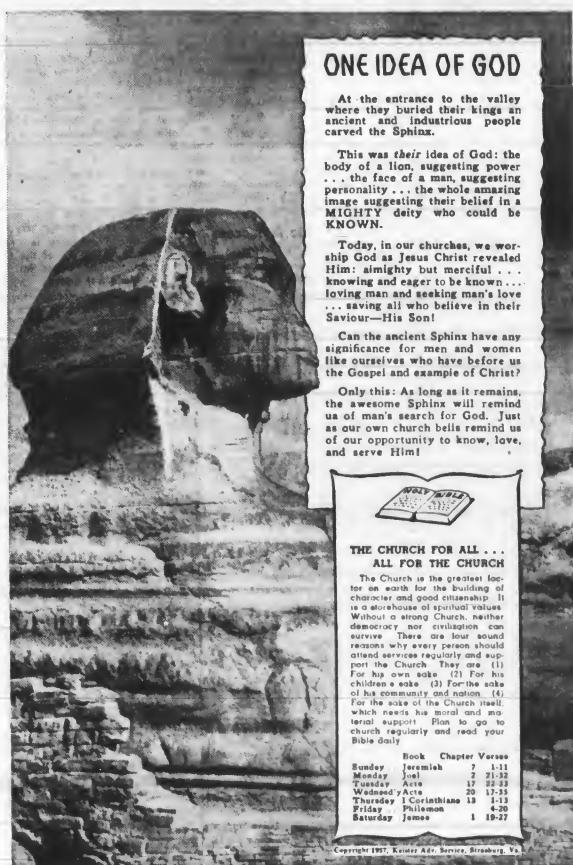 ONE IDEA OF GOD
At the entrance to the valley
where they buried their kings an
ancient and industrious people
carved the Sphinx.
This was their idea of God: the
body of a lion, suggesting power
. . . the face of a man, suggesting
personality . . . the whole amazing
image suggesting their belief in a
MIGHTY deity who could be
KNOWN.
Today, in our churches, we wor-
ship God as Jesus Christ revealed
Him: almighty but merciful . . .
knowing and eager to be known . . .
loving man and seeking man's love
. . . saving all who believe in their
Saviour—His Son!
Can the ancient Sphinx have any
significance for men and women
like ourselves who have before us
the Gospel and example of Christ?
Only this: As long as it remains,
the awesome Sphinx will remind
us of man's search for God. Just
as our own church bells remind us
of our opportunity to know, love,
and serve Him!
HOLY BIBLE
THE CHURCH FOR ALL . . .
ALL FOR THE CHURCH
The Church is the greatest fac-
tor on earth for the building of
character and good citizenship. It
is a storehouse of spiritual values.
Without a strong Church, neither
democracy nor civilization can
survive. There are four sound
reasons why every person should
attend services regularly and sup-
port the Church. They are: (1)
For his own sake. (2) For his
children's sake. (3) For the sake
of his community and nation. (4)
For the sake of the Church itself,
which needs his moral and ma-
terial support. Plan to go to
church regularly and read your
Bible daily.
Book Chapter Verses
Sunday Jeremiah 7 1-11
Monday Joel 2 21-32
Tuesday Acts 17 22-33
Wednesd'y Acts 20 17-35
Thursday I Corinthians 13 1-13
Friday Philemon 4-20
Saturday James 1 19-27
Copyright 1957, Keister Adv. Service, Strasburg, Va.